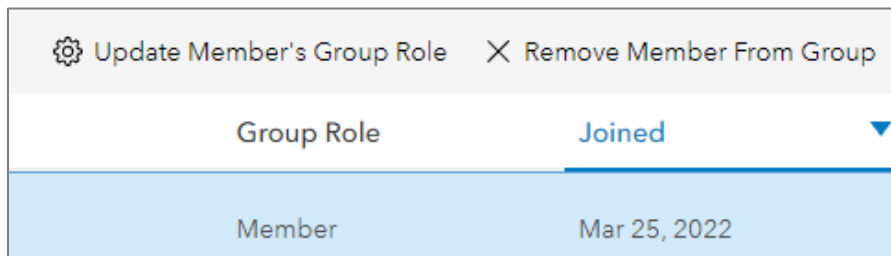 Update Member's Group Role Remove Member From Group
Group Role Joined
Member Mar 25, 2022